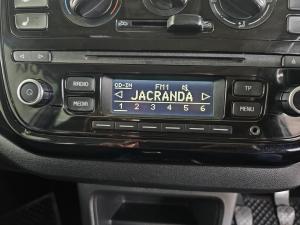 RADIO
MEDIA
CD-IN
FM1
JACRANDA
1 2 3 4 5 6
TP
MENU